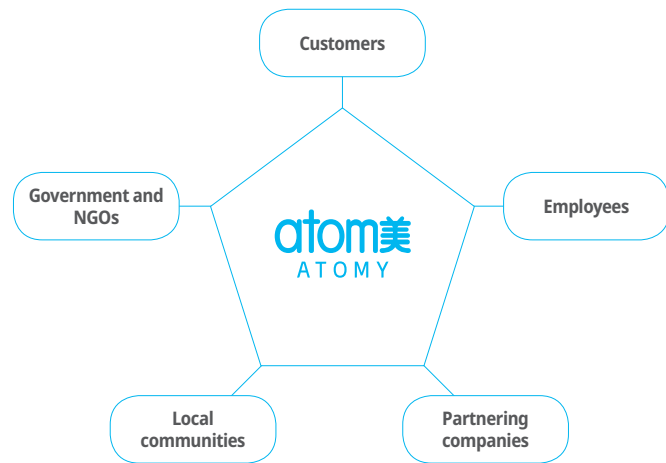 Customers
Government and
NGOs
Employees
atom美
ATOMY
Local
communities
Partnering
companies